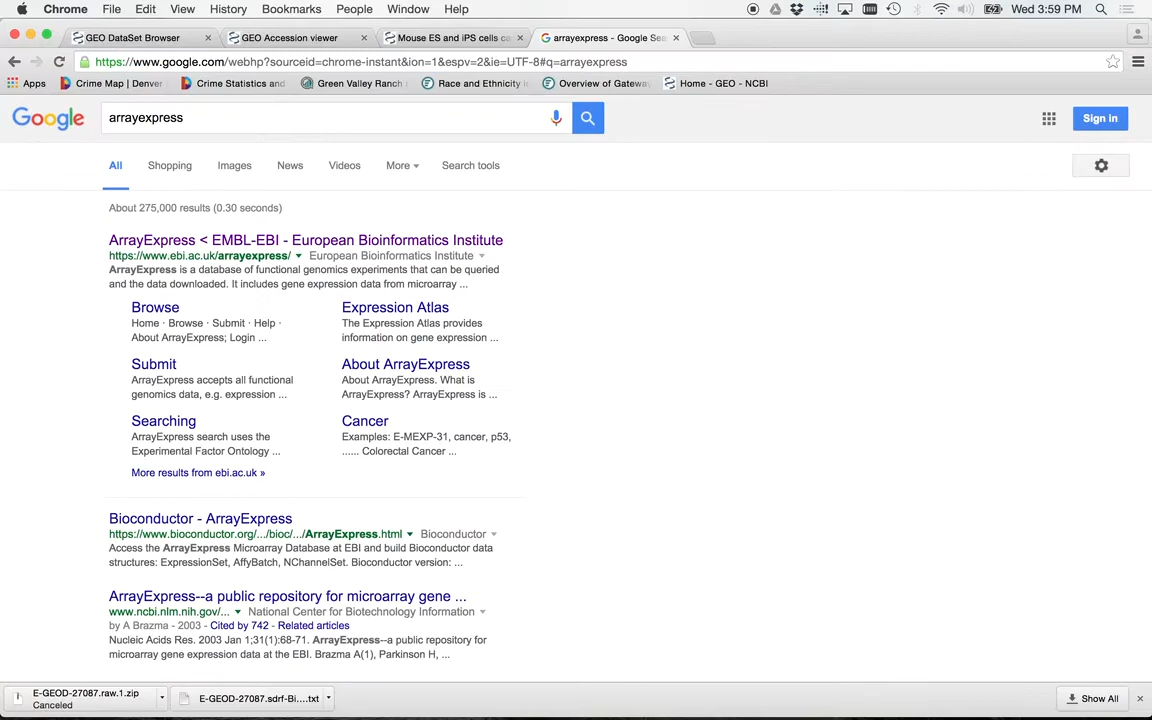 Chrome File Edit View History Bookmarks People Window Help Wed 3:59 PM
GEO DataSet Browser GEO Accession viewer Mouse ES and iPS cells ca arrayexpress - Google Sea
https://www.google.com/webhp?sourceid=chrome-instant&ion=1&espv=2&ie=UTF-8#q=arrayexpress
Apps Crime Map | Denver Crime Statistics and Green Valley Ranch Race and Ethnicity i Overview of Gateway Home - GEO - NCBI
Google arrayexpress Sign in
All Shopping Images News Videos More Search tools
About 275,000 results (0.30 seconds)
ArrayExpress < EMBL-EBI - European Bioinformatics Institute
https://www.ebi.ac.uk/arrayexpress/ European Bioinformatics Institute
ArrayExpress is a database of functional genomics experiments that can be queried
and the data downloaded. It includes gene expression data from microarray ...
Browse
Home · Browse · Submit · Help ·
About ArrayExpress; Login ...
Expression Atlas
The Expression Atlas provides
information on gene expression ...
Submit
ArrayExpress accepts all functional
genomics data, e.g. expression ...
About ArrayExpress
About ArrayExpress. What is
ArrayExpress? ArrayExpress is ...
Searching
ArrayExpress search uses the
Experimental Factor Ontology ...
Cancer
Examples: E-MEXP-31, cancer, p53,
...... Colorectal Cancer ...
More results from ebi.ac.uk »
Bioconductor - ArrayExpress
https://www.bioconductor.org/.../bioc/.../ArrayExpress.html Bioconductor
Access the ArrayExpress Microarray Database at EBI and build Bioconductor data
structures: ExpressionSet, AffyBatch, NChannelSet. Bioconductor version: ...
ArrayExpress--a public repository for microarray gene ...
www.ncbi.nlm.nih.gov/... National Center for Biotechnology Information
by A Brazma - 2003 - Cited by 742 - Related articles
Nucleic Acids Res. 2003 Jan 1;31(1):68-71. ArrayExpress--a public repository for
microarray gene expression data at the EBI. Brazma A(1), Parkinson H, ...
E-GEOD-27087.raw.1.zip
Canceled
E-GEOD-27087.sdrf-Bi....txt
Show All